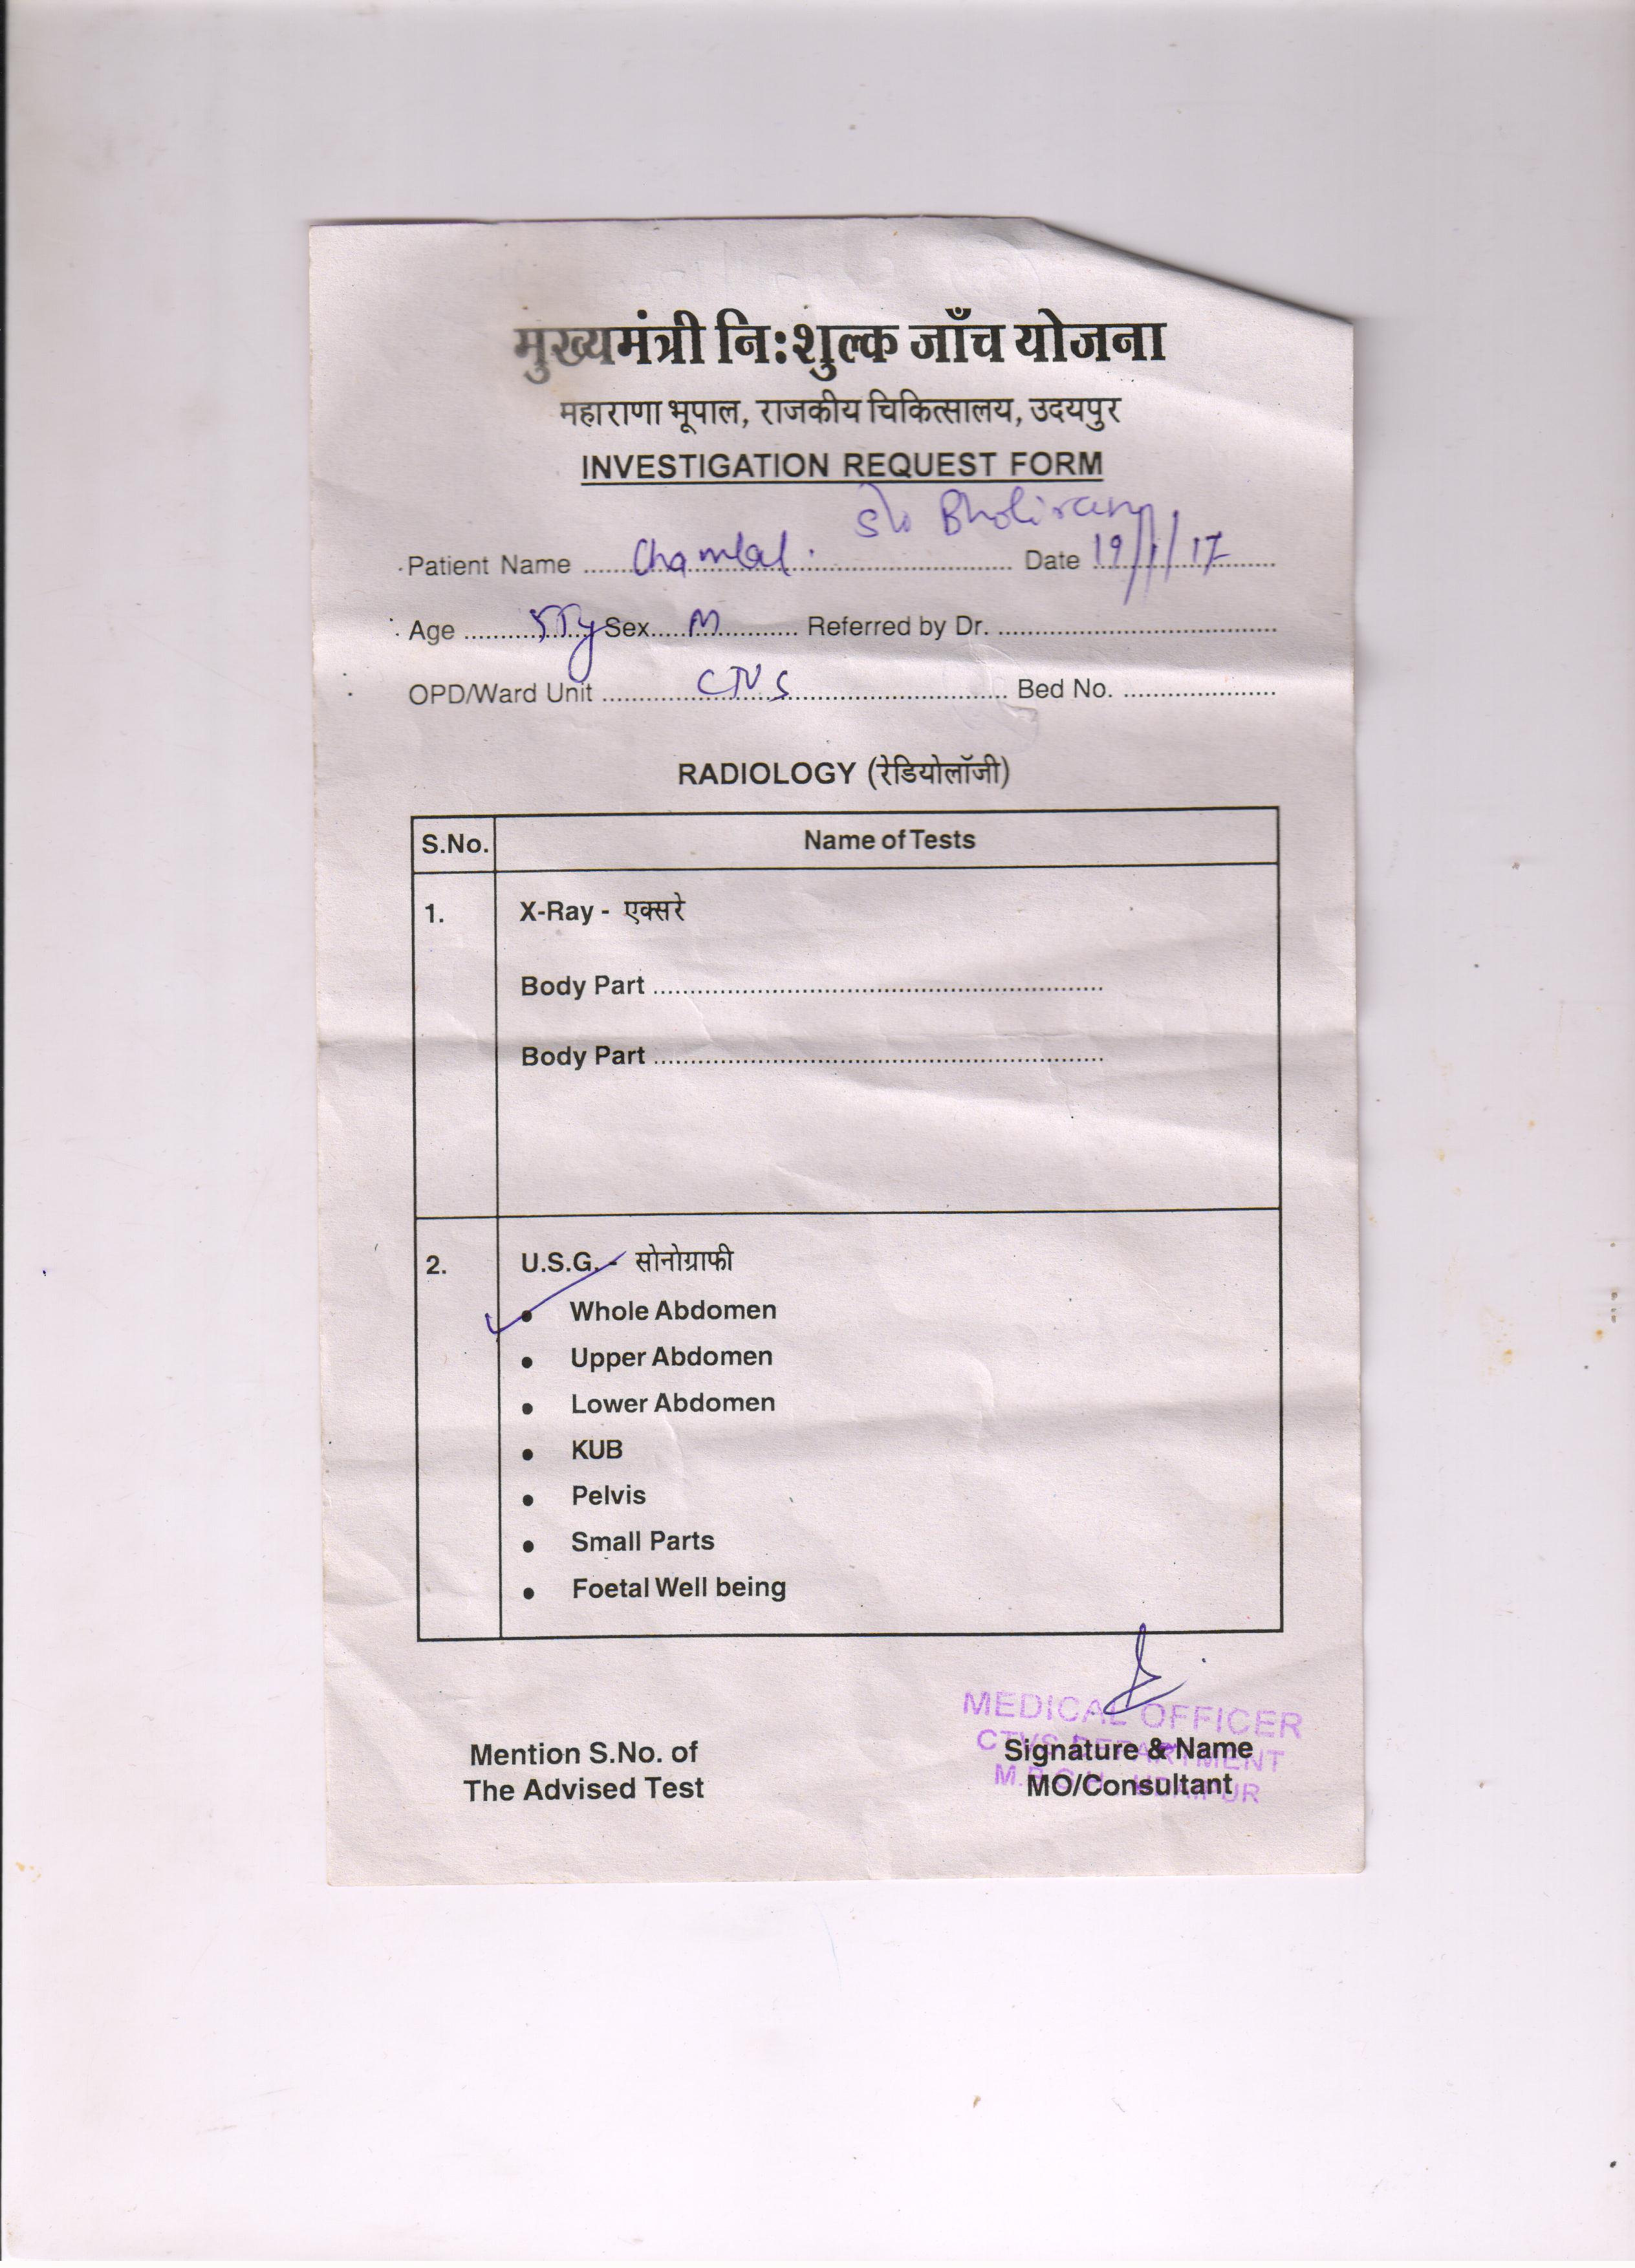 मुख्यमंत्री नि:शुल्क जाँच योजना
महाराणा भूपाल, राजकीय चिकित्सालय, उदयपुर
INVESTIGATION REQUEST FORM
S/o Bholiram
Patient Name Chamlal. Date 19/1/17
Age Sex M Referred by Dr.
OPD/Ward Unit CTVS Bed No.
RADIOLOGY (रेडियोलॉजी)
S.No. Name of Tests
1. X-Ray - एक्सरे
Body Part
Body Part
2. U.S.G. - सोनोग्राफी
• Whole Abdomen
• Upper Abdomen
• Lower Abdomen
• KUB
• Pelvis
• Small Parts
• Foetal Well being
MEDICAL OFFICER
CTVS DEPARTMENT
M.B.G.H., UDAIPUR
Mention S.No. of Signature & Name
The Advised Test MO/Consultant